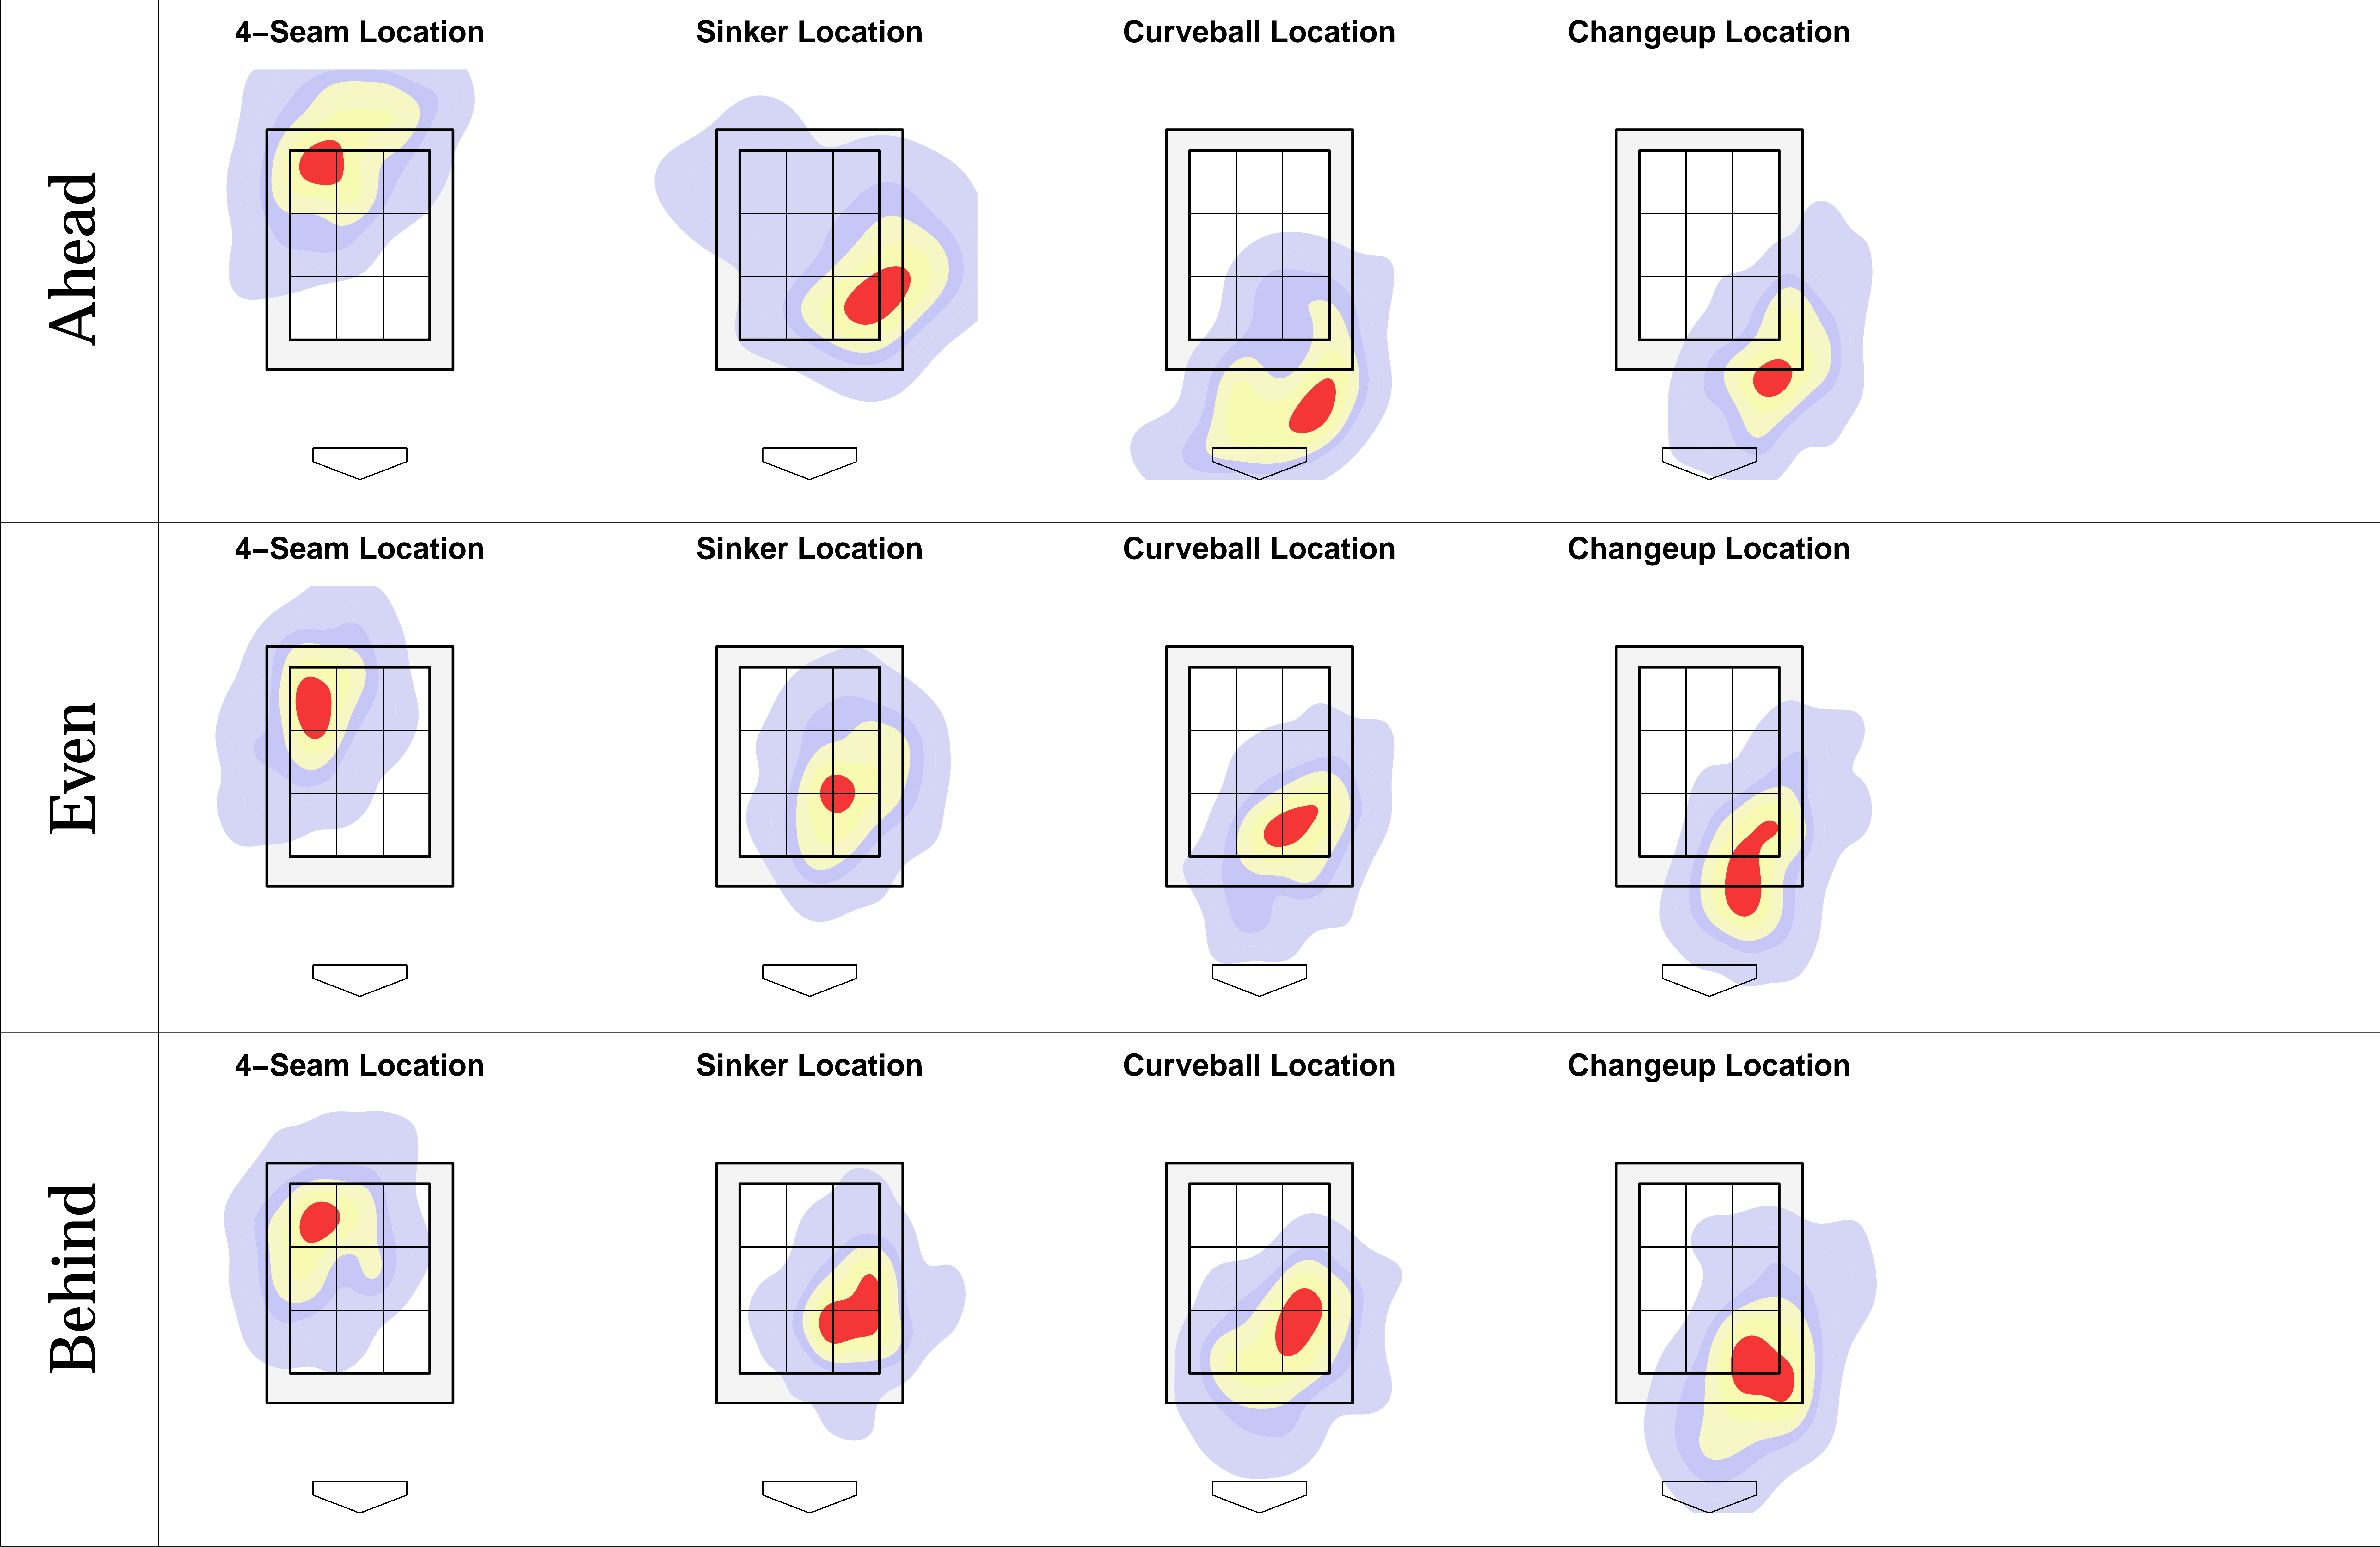 4–Seam Location
Sinker Location
Curveball Location
Changeup Location
Ahead
4–Seam Location
Sinker Location
Curveball Location
Changeup Location
Even
4–Seam Location
Sinker Location
Curveball Location
Changeup Location
Behind